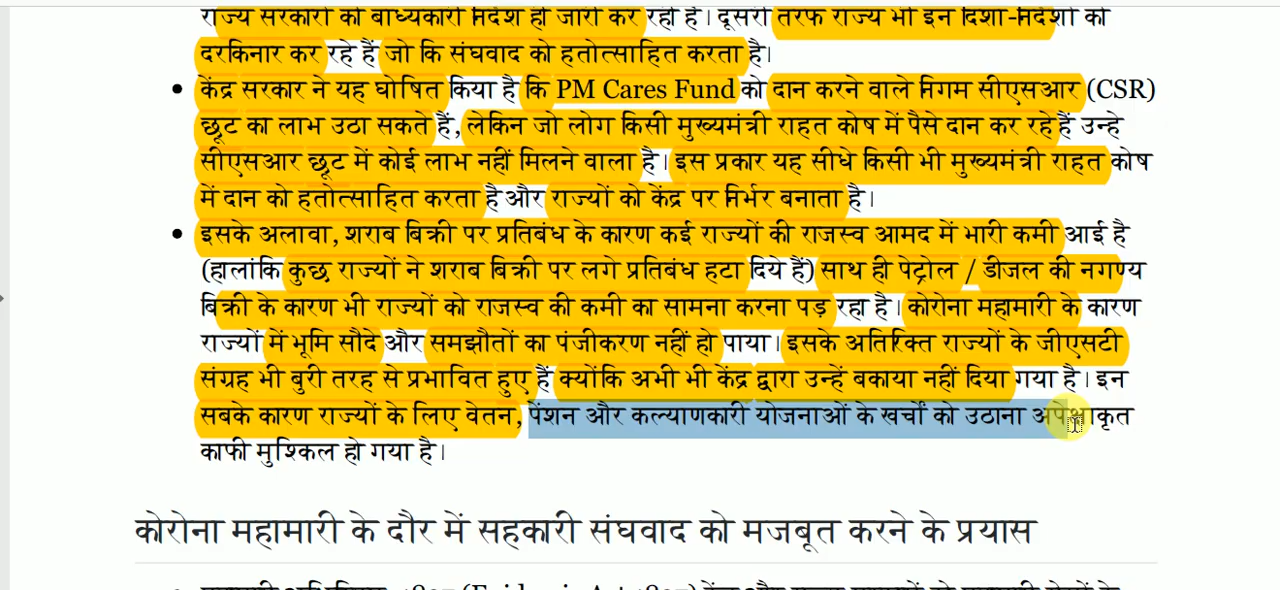 राज्य सरकारों को बाध्यकारी निर्देश ही जारी कर रहा है। दूसरी तरफ राज्य भी इन दिशा-निर्देशों को
दरकिनार कर रहे हैं जो कि संघवाद को हतोत्साहित करता है।
• केंद्र सरकार ने यह घोषित किया है कि PM Cares Fund को दान करने वाले निगम सीएसआर (CSR)
छूट का लाभ उठा सकते हैं, लेकिन जो लोग किसी मुख्यमंत्री राहत कोष में पैसे दान कर रहे हैं उन्हे
सीएसआर छूट में कोई लाभ नहीं मिलने वाला है। इस प्रकार यह सीधे किसी भी मुख्यमंत्री राहत कोष
में दान को हतोत्साहित करता है और राज्यों को केंद्र पर निर्भर बनाता है।
• इसके अलावा, शराब बिक्री पर प्रतिबंध के कारण कई राज्यों की राजस्व आमद में भारी कमी आई है
(हालांकि कुछ राज्यों ने शराब बिक्री पर लगे प्रतिबंध हटा दिये हैं) साथ ही पेट्रोल / डीजल की नगण्य
बिक्री के कारण भी राज्यों को राजस्व की कमी का सामना करना पड़ रहा है। कोरोना महामारी के कारण
राज्यों में भूमि सौदे और समझौतों का पंजीकरण नहीं हो पाया। इसके अतिरिक्त राज्यों के जीएसटी
संग्रह भी बुरी तरह से प्रभावित हुए हैं क्योंकि अभी भी केंद्र द्वारा उन्हें बकाया नहीं दिया गया है। इन
सबके कारण राज्यों के लिए वेतन, पेंशन और कल्याणकारी योजनाओं के खर्चों को उठाना अपेक्षाकृत
काफी मुश्किल हो गया है।
कोरोना महामारी के दौर में सहकारी संघवाद को मजबूत करने के प्रयास